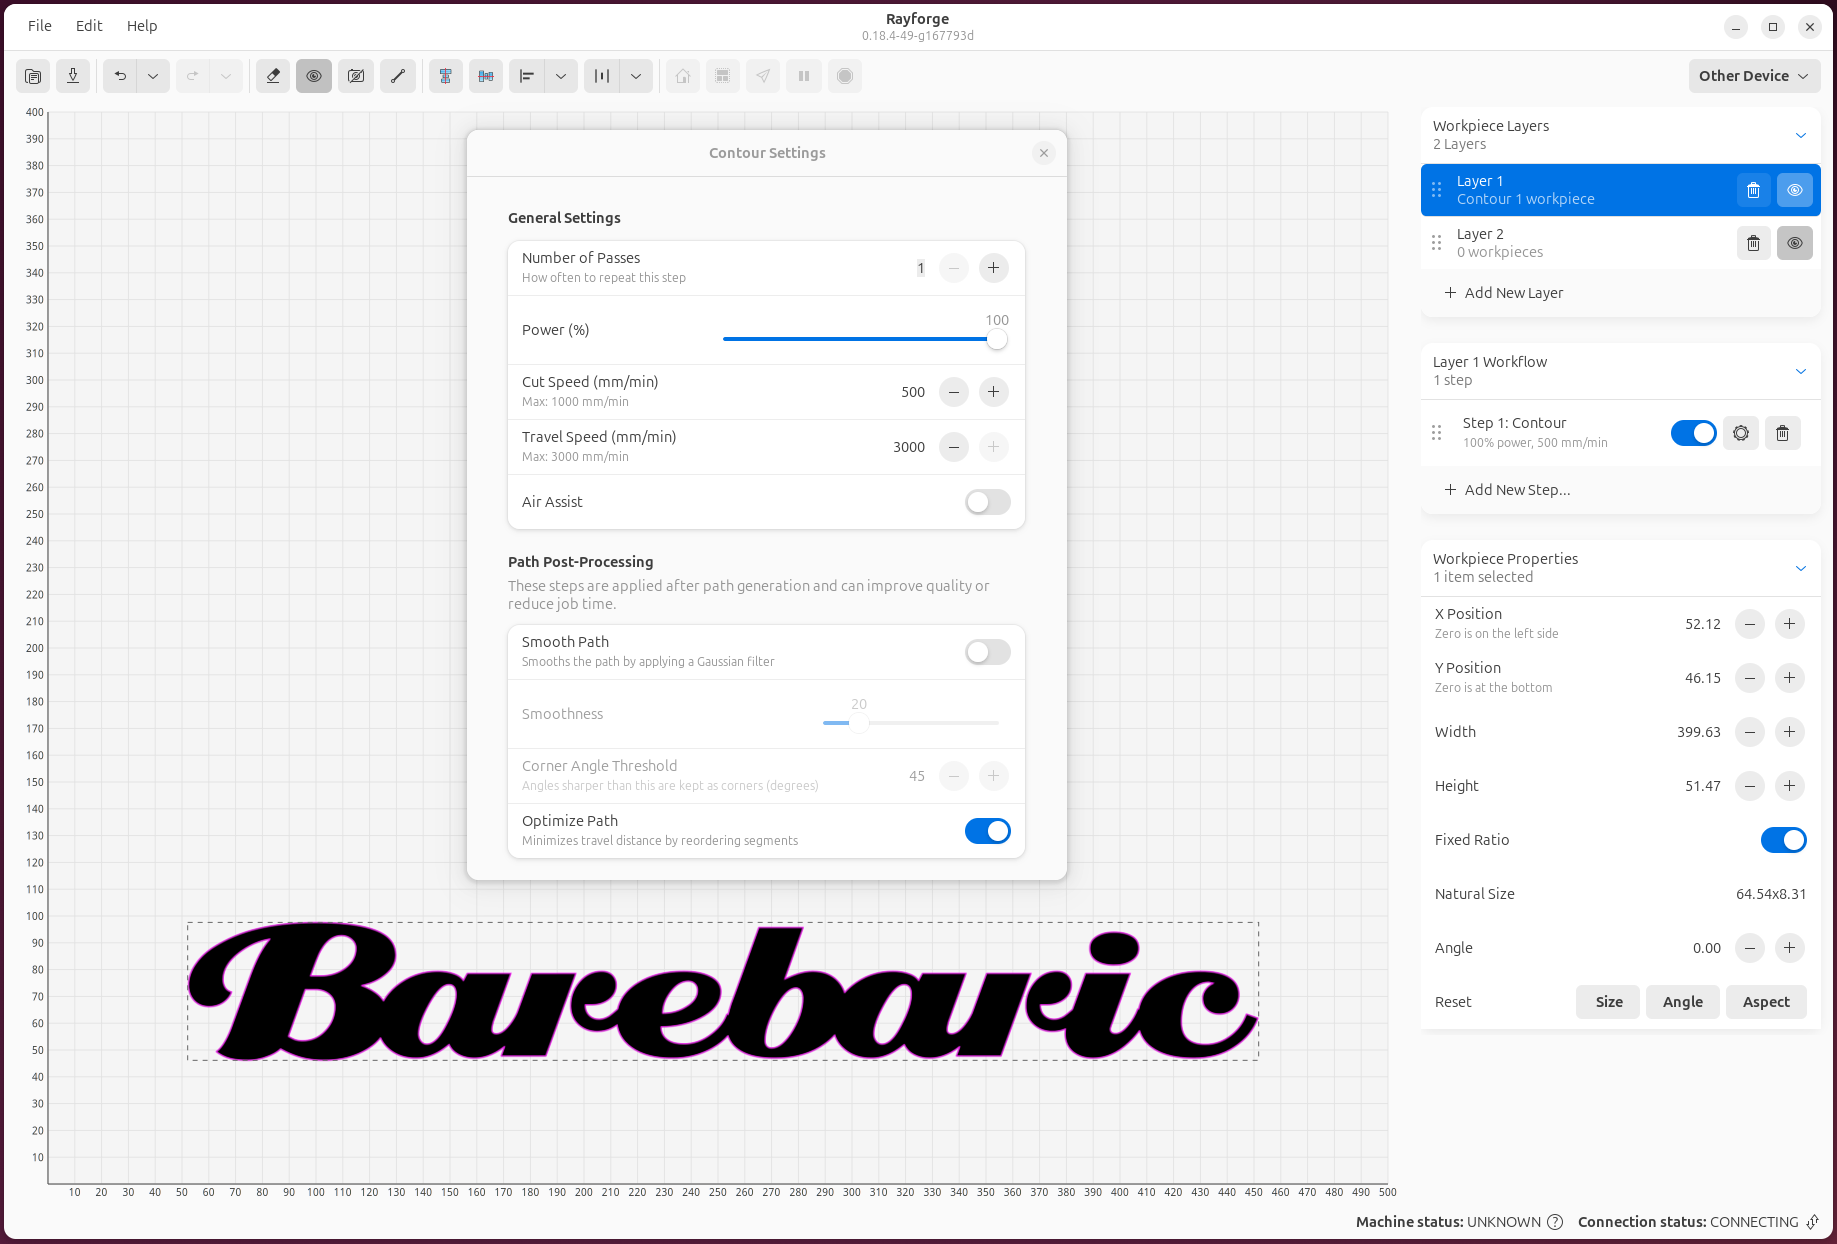 File Edit Help
Rayforge
0.18.4-49-g167793d
Other Device
400
390
380
370
360
350
340
330
320
310
300
290
280
270
260
250
240
230
220
210
200
190
180
170
160
150
140
130
120
110
100
90
80
70
60
50
40
30
20
10
10 20 30 40 50 60 70 80 90 100 110 120 130 140 150 160 170 180 190 200 210 220 230 240 250 260 270 280 290 300 310 320 330 340 350 360 370 380 390 400 410 420 430 440 450 460 470 480 490 500
Barebaric
Contour Settings
General Settings
Number of Passes
How often to repeat this step
1
Power (%)
100
Cut Speed (mm/min)
Max: 1000 mm/min
500
Travel Speed (mm/min)
Max: 3000 mm/min
3000
Air Assist
Path Post-Processing
These steps are applied after path generation and can improve quality or
reduce job time.
Smooth Path
Smooths the path by applying a Gaussian filter
Smoothness
20
Corner Angle Threshold
Angles sharper than this are kept as corners (degrees)
45
Optimize Path
Minimizes travel distance by reordering segments
Workpiece Layers
2 Layers
Layer 1
Contour 1 workpiece
Layer 2
0 workpieces
Add New Layer
Layer 1 Workflow
1 step
Step 1: Contour
100% power, 500 mm/min
Add New Step...
Workpiece Properties
1 item selected
X Position
Zero is on the left side
52.12
Y Position
Zero is at the bottom
46.15
Width
399.63
Height
51.47
Fixed Ratio
Natural Size
64.54x8.31
Angle
0.00
Reset
Size Angle Aspect
Machine status: UNKNOWN Connection status: CONNECTING